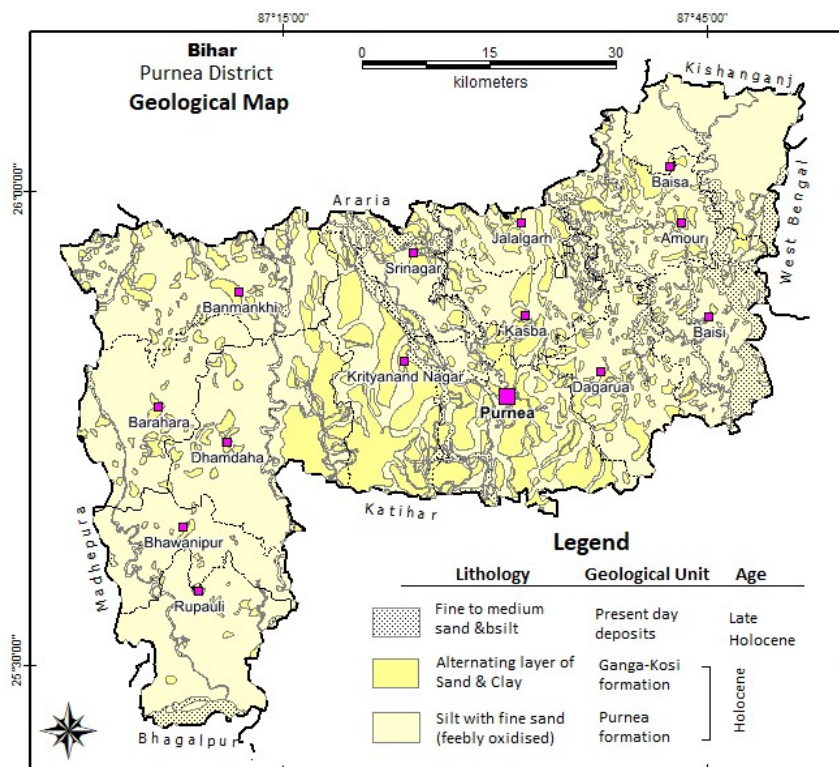 87°15'00"
87°45'00"
Bihar
Purnea District
Geological Map
0 15 30
kilometers
Kishanganj
26°00'00"
Araria
West Bengal
Baisa
Jalalgarh
Amour
Srinagar
Banmankhi
Kasba
Baisi
Krityanand Nagar
Dagarua
Purnea
Barahara
Dhamdaha
Katihar
Madhepura
Bhawanipur
Rupauli
25°30'00"
Bhagalpur
Legend
Lithology Geological Unit Age
Fine to medium
sand &bsilt
Present day
deposits
Late
Holocene
Alternating layer of
Sand & Clay
Ganga-Kosi
formation
Silt with fine sand
(feebly oxidised)
Purnea
formation
Holocene